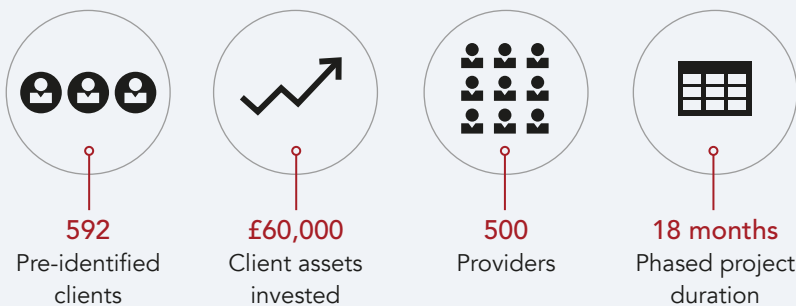 592
Pre-identified
clients
£60,000
Client assets
invested
500
Providers
18 months
Phased project
duration